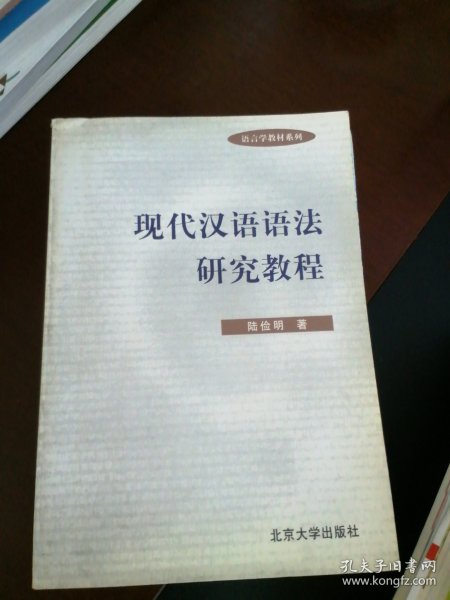 语言学教材系列
现代汉语语法
研究教程
陆俭明 著
北京大学出版社
孔夫子旧书网
www.kongfz.com